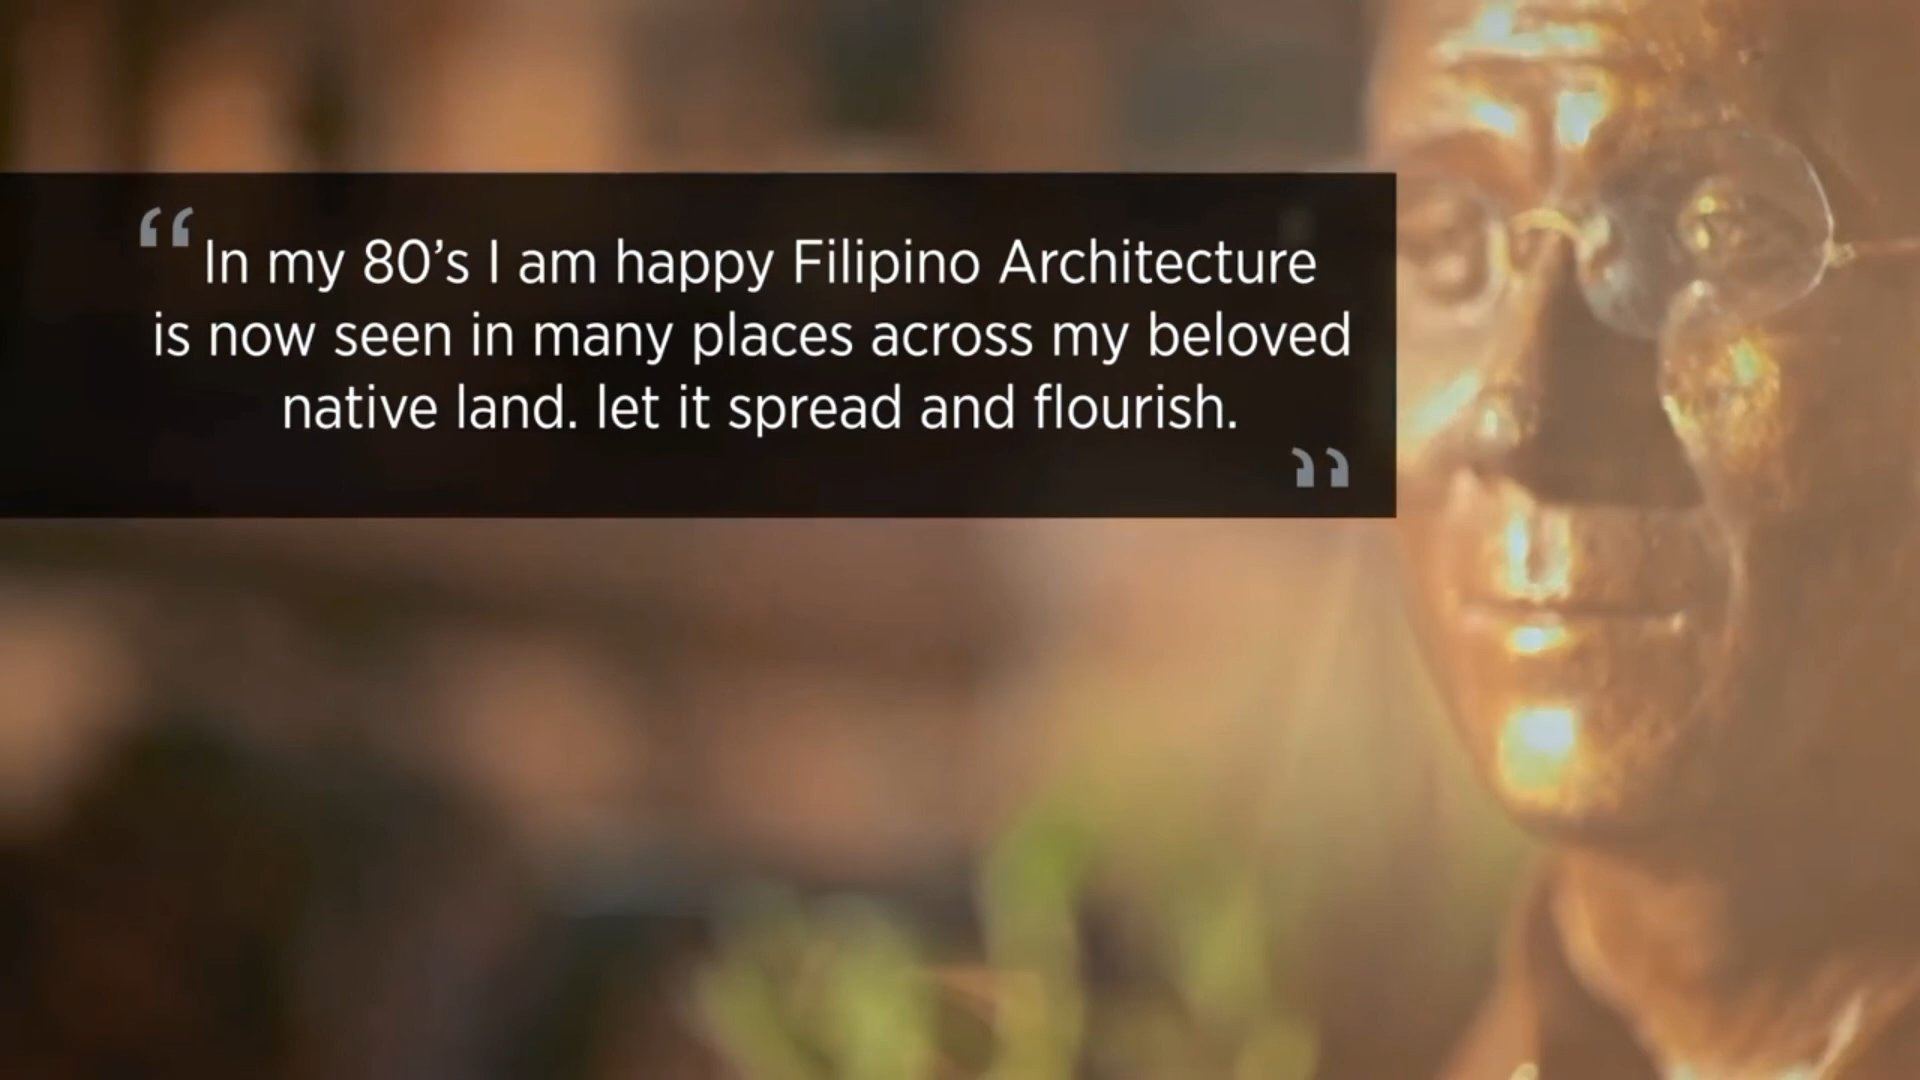 “In my 80’s I am happy Filipino Architecture
is now seen in many places across my beloved
native land. let it spread and flourish.
”